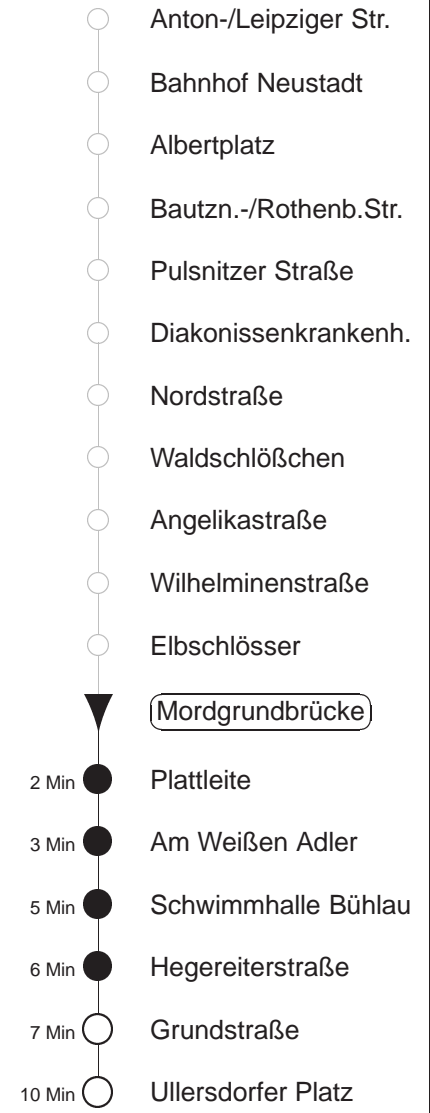 Anton-/Leipziger Str.
Bahnhof Neustadt
Albertplatz
Bautzn.-/Rothenb.Str.
Pulsnitzer Straße
Diakonissenkrankenh.
Nordstraße
Waldschlößchen
Angelikastraße
Wilhelminenstraße
Elbschlösser
Mordgrundbrücke
2 Min Plattleite
3 Min Am Weißen Adler
5 Min Schwimmhalle Bühlau
6 Min Hegereiterstraße
7 Min Grundstraße
10 Min Ullersdorfer Platz